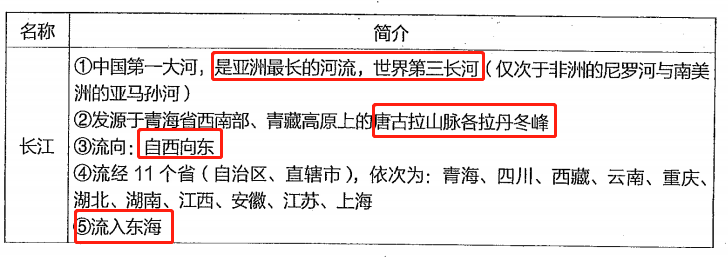 名称 简介
长江
①中国第一大河，是亚洲最长的河流，世界第三长河（仅次于非洲的尼罗河与南美
洲的亚马孙河）
②发源于青海省西南部、青藏高原上的唐古拉山脉各拉丹冬峰
③流向：自西向东
④流经 11 个省（自治区、直辖市），依次为：青海、四川、西藏、云南、重庆、
湖北、湖南、江西、安徽、江苏、上海
⑤流入东海